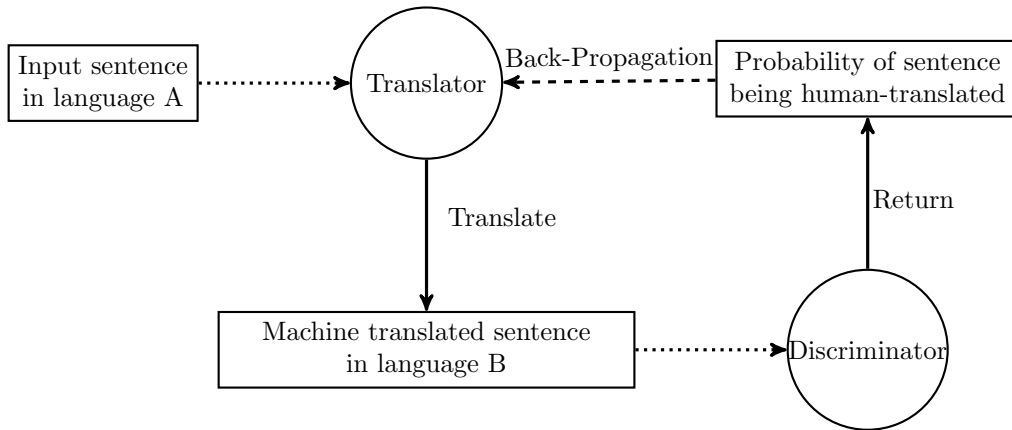 Input sentence
in language A
Translator
Back-Propagation
Probability of sentence
being human-translated
Translate
Return
Machine translated sentence
in language B
Discriminator